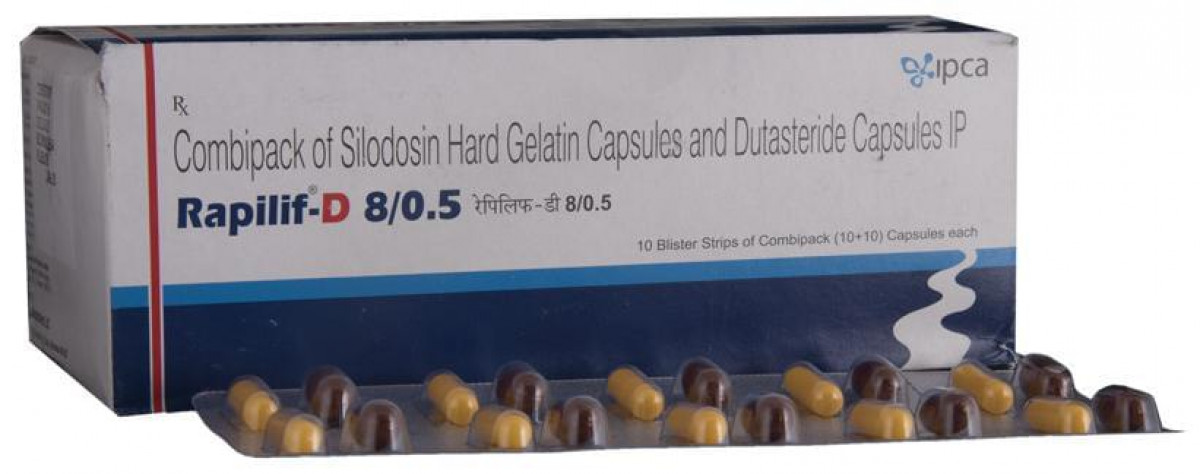 ipca
Rx
Combipack of Silodosin Hard Gelatin Capsules and Dutasteride Capsules IP
Rapilif®-D 8/0.5 रेपिलिफ-डी 8/0.5
10 Blister Strips of Combipack (10+10) Capsules each